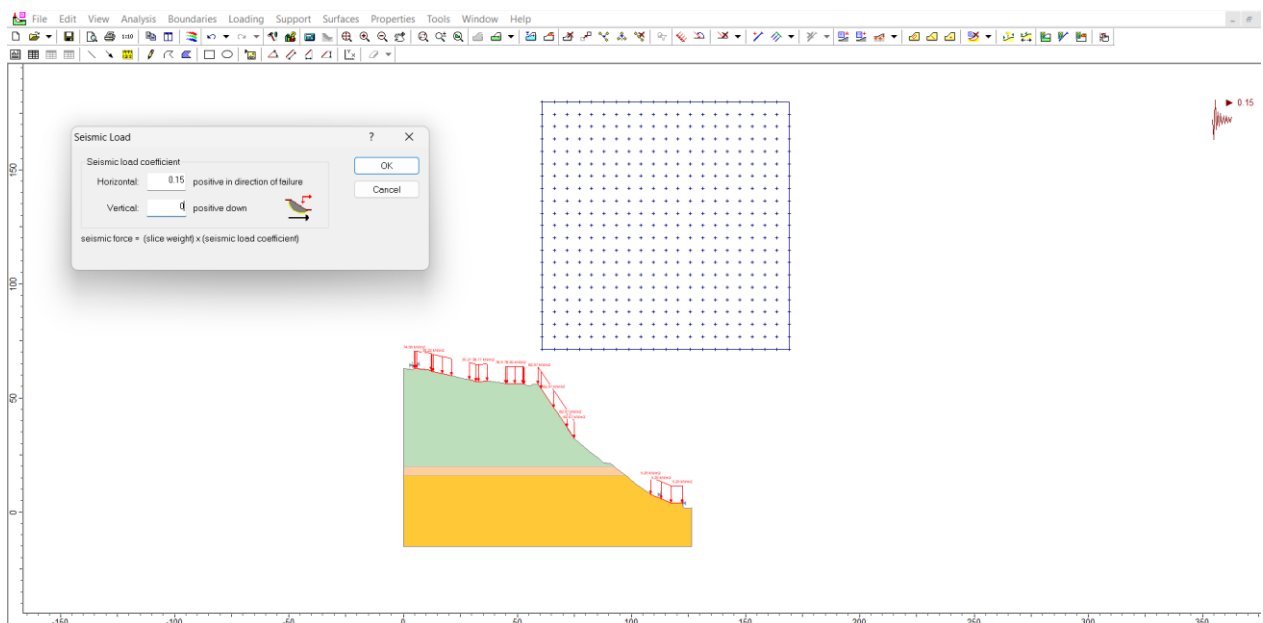 File Edit View Analysis Boundaries Loading Support Surfaces Properties Tools Window Help
1:10
Seismic Load ?
Seismic load coefficient
Horizontal: 0.15 positive in direction of failure
Vertical: 0 positive down
seismic force = (slice weight) x (seismic load coefficient)
OK
Cancel
0.15
150
100
50
0
-150 -100 -50 0 50 100 150 200 250 300 350